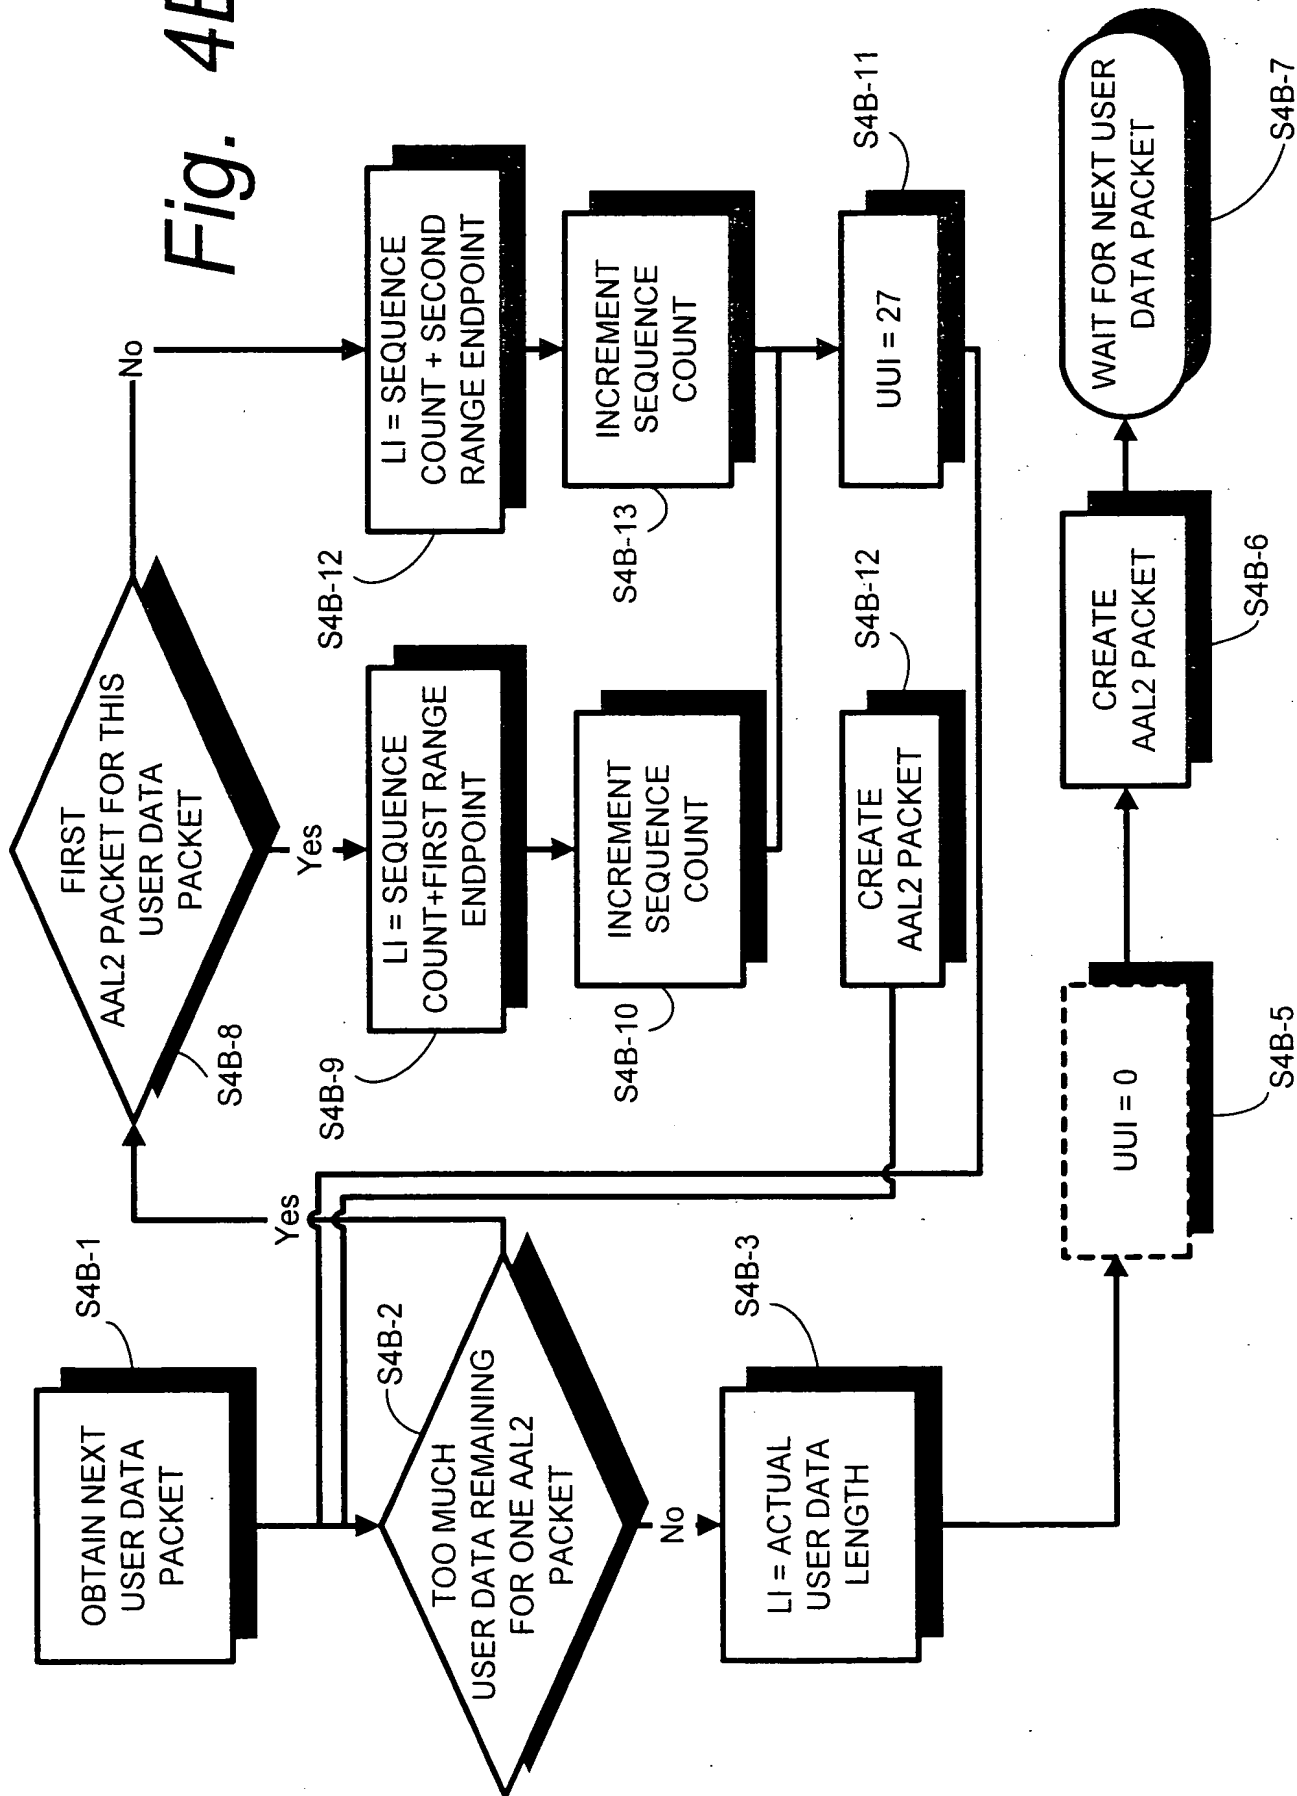 Fig. 4B
OBTAIN NEXT
USER DATA
PACKET
S4B-1
TOO MUCH
USER DATA REMAINING
FOR ONE AAL2
PACKET
S4B-2
Yes
No
LI = ACTUAL
USER DATA
LENGTH
S4B-3
UUI = 0
S4B-5
CREATE
AAL2 PACKET
S4B-6
WAIT FOR NEXT USER
DATA PACKET
S4B-7
FIRST
AAL2 PACKET FOR THIS
USER DATA
PACKET
S4B-8
Yes
No
LI = SEQUENCE
COUNT+FIRST RANGE
ENDPOINT
S4B-9
INCREMENT
SEQUENCE
COUNT
S4B-10
LI = SEQUENCE
COUNT + SECOND
RANGE ENDPOINT
S4B-12
INCREMENT
SEQUENCE
COUNT
S4B-13
UUI = 27
S4B-11
CREATE
AAL2 PACKET
S4B-12